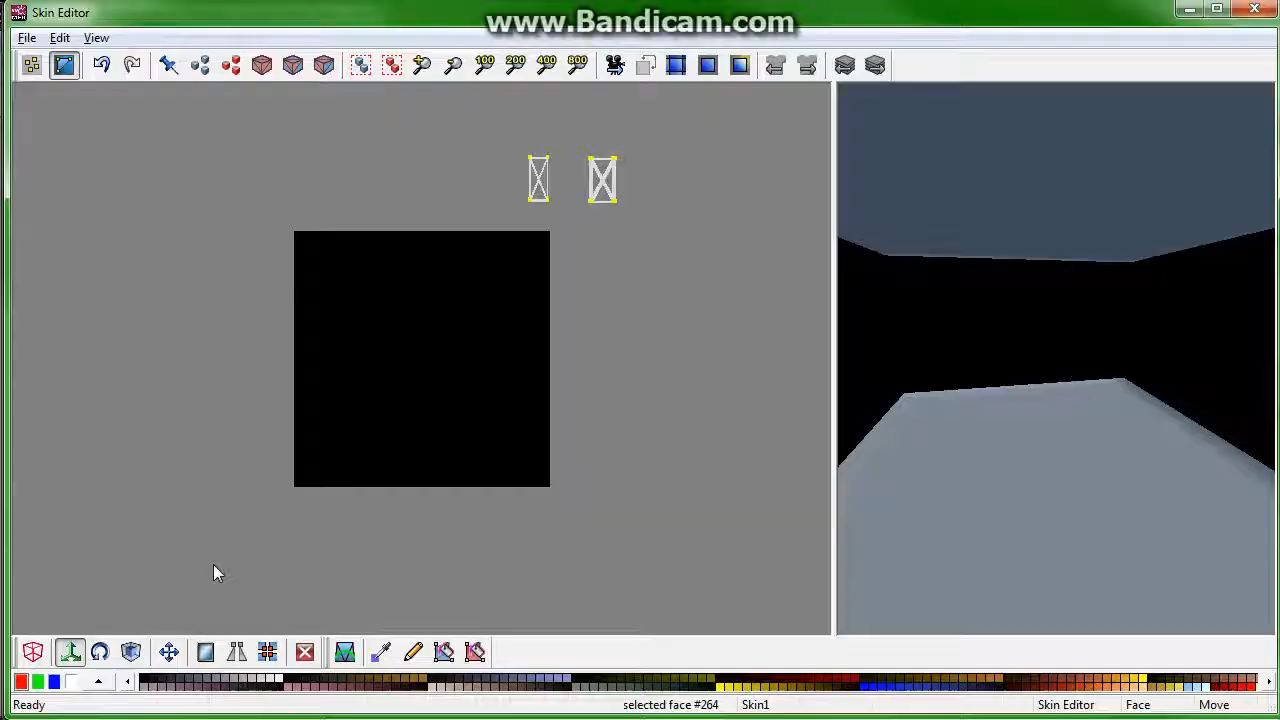 Skin Editor
www.Bandicam.com
File Edit View
100 200 400 800
Ready selected face #264 Skin1 Skin Editor Face Move